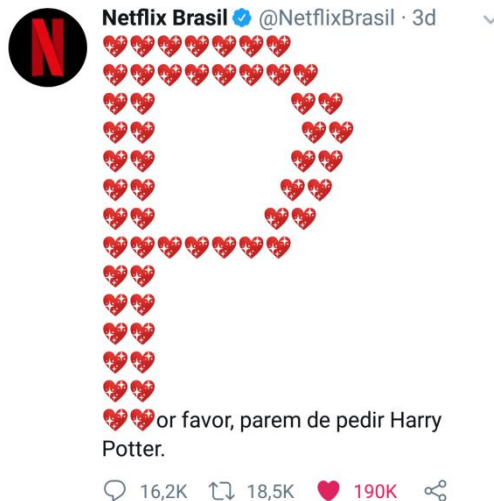 N
Netflix Brasil @NetflixBrasil · 3d
💖💖💖💖💖💖💖
💖💖💖💖💖💖💖💖
💖💖 💖💖
💖💖 💖💖
💖💖 💖💖
💖💖 💖💖
💖💖 💖💖
💖💖💖💖💖💖💖
💖💖
💖💖
💖💖
💖💖
💖💖
💖💖or favor, parem de pedir Harry
Potter.
16,2K 18,5K 190K